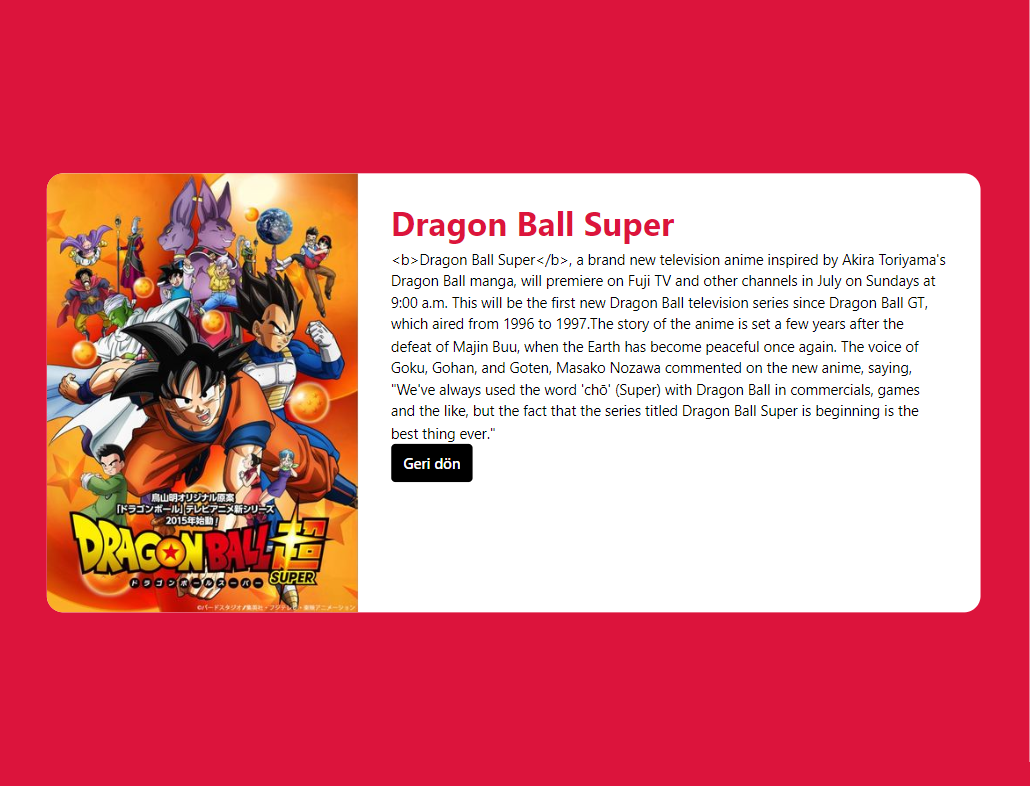 鳥山明オリジナル原案
「ドラゴンボール」テレビアニメ新シリーズ
2015年始動!
DRAGON BALL 超
SUPER
ドラゴンボールスーパー
©バードスタジオ/集英社・フジテレビ・東映アニメーション
Dragon Ball Super
<b>Dragon Ball Super</b>, a brand new television anime inspired by Akira Toriyama's
Dragon Ball manga, will premiere on Fuji TV and other channels in July on Sundays at
9:00 a.m. This will be the first new Dragon Ball television series since Dragon Ball GT,
which aired from 1996 to 1997.The story of the anime is set a few years after the
defeat of Majin Buu, when the Earth has become peaceful once again. The voice of
Goku, Gohan, and Goten, Masako Nozawa commented on the new anime, saying,
"We've always used the word 'chō' (Super) with Dragon Ball in commercials, games
and the like, but the fact that the series titled Dragon Ball Super is beginning is the
best thing ever."
Geri dön